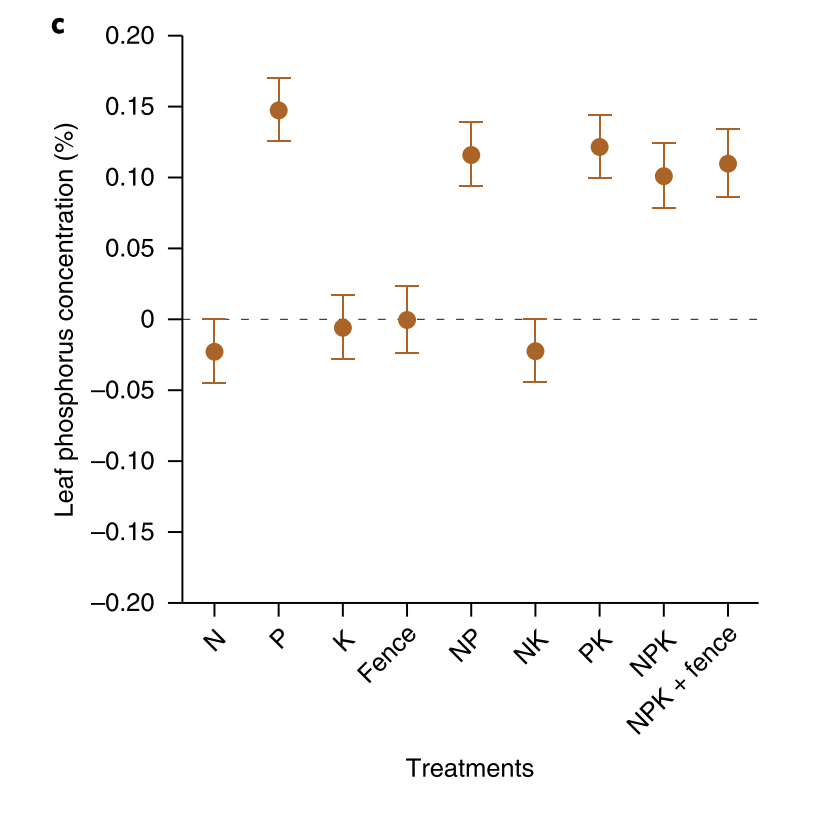 c
Leaf phosphorus concentration (%)
0.20
0.15
0.10
0.05
0
–0.05
–0.10
–0.15
–0.20
N
P
K
Fence
NP
NK
PK
NPK
NPK + fence
Treatments